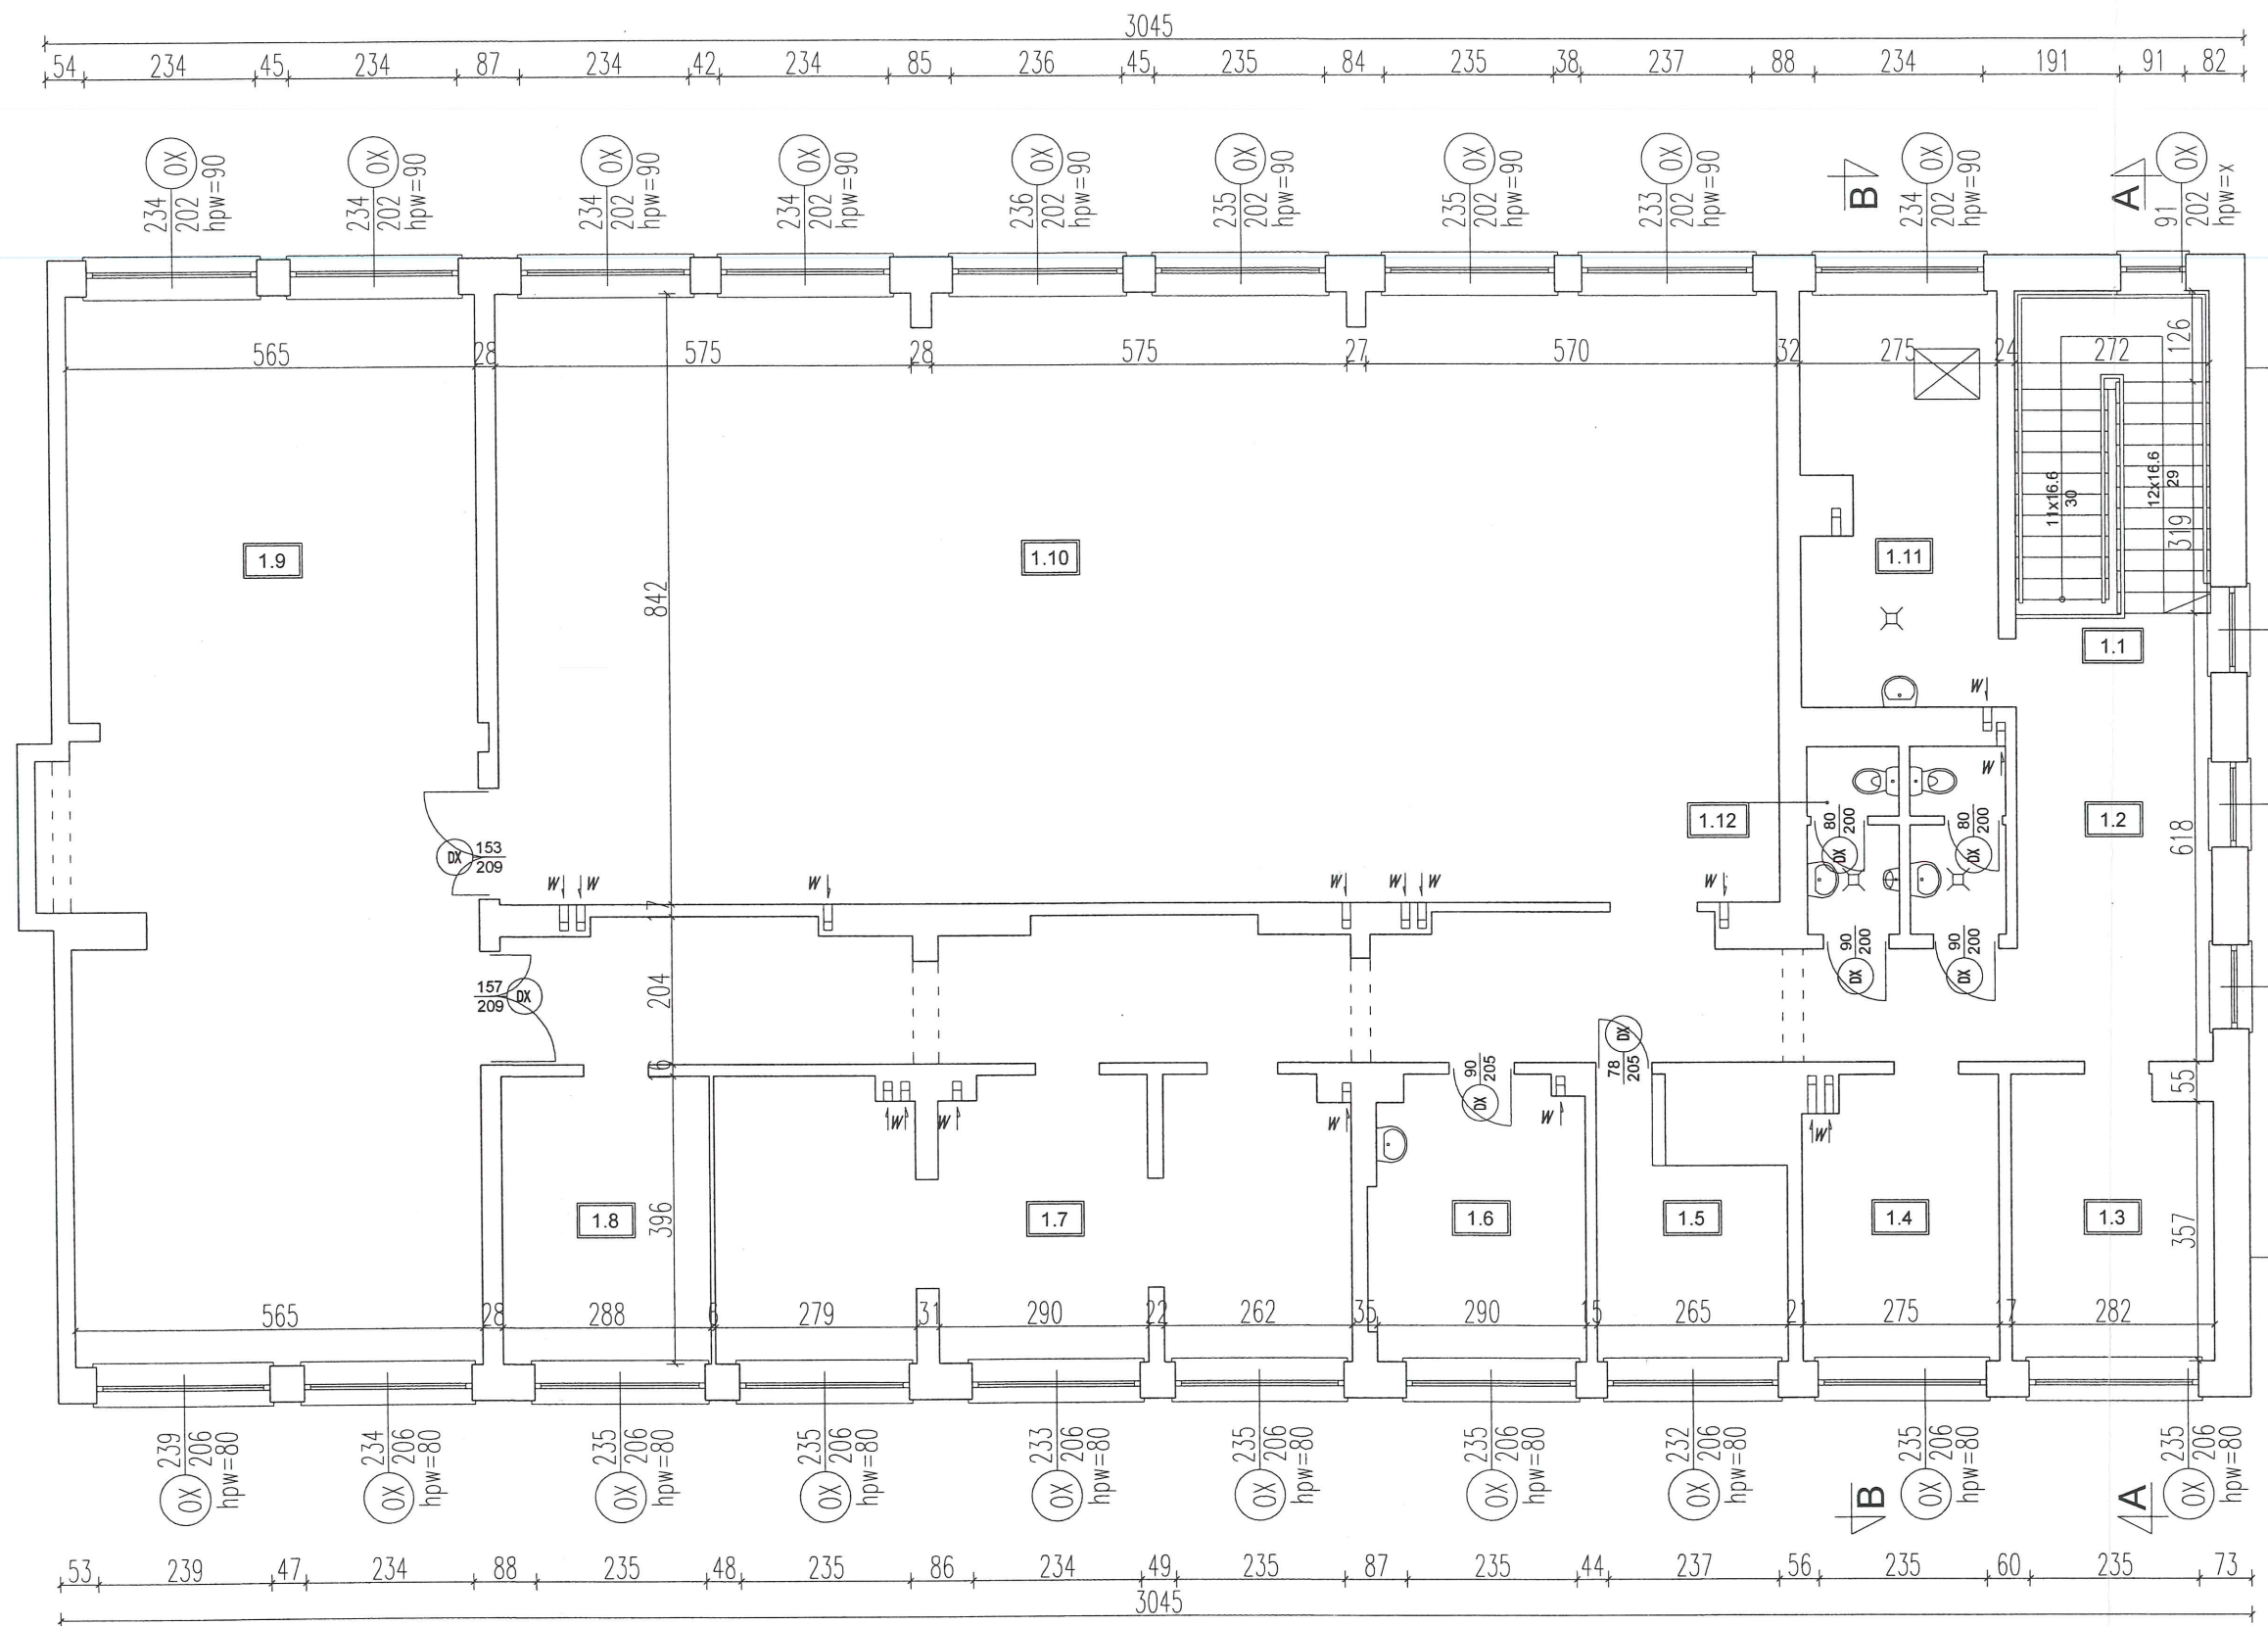 3045
54 234 45 234 87 234 42 234 85 236 45 235 84 235 38 237 88 234 191 91 82
OX 234 202 hpw=90
OX 234 202 hpw=90
OX 234 202 hpw=90
OX 234 202 hpw=90
OX 236 202 hpw=90
OX 235 202 hpw=90
OX 235 202 hpw=90
OX 233 202 hpw=90
B
OX 234 202 hpw=90
A
OX 91 202 hpw=x
565 28 575 28 575 27 570 32 275 24 272
126
11x16.6
30
12x16.6
29
319
1.9
1.10
1.11
842
1.1
W
W
1.12
80
200
80
200
1.2
618
DX
DX
DX
153
209
W W W W W W W
17
90
200
90
200
DX
DX
157
209
DX
204
DX
78
205
90
205
DX
55
W W W W W
1.8
396
1.7
1.6
1.5
1.4
1.3
357
565 28 288 6 279 31 290 22 262 35 290 15 265 21 275 17 282
OX 239 206 hpw=80
OX 234 206 hpw=80
OX 235 206 hpw=80
OX 235 206 hpw=80
OX 233 206 hpw=80
OX 235 206 hpw=80
OX 235 206 hpw=80
OX 232 206 hpw=80
B
OX 235 206 hpw=80
A
OX 235 206 hpw=80
53 239 47 234 88 235 48 235 86 234 49 235 87 235 44 237 56 235 60 235 73
3045